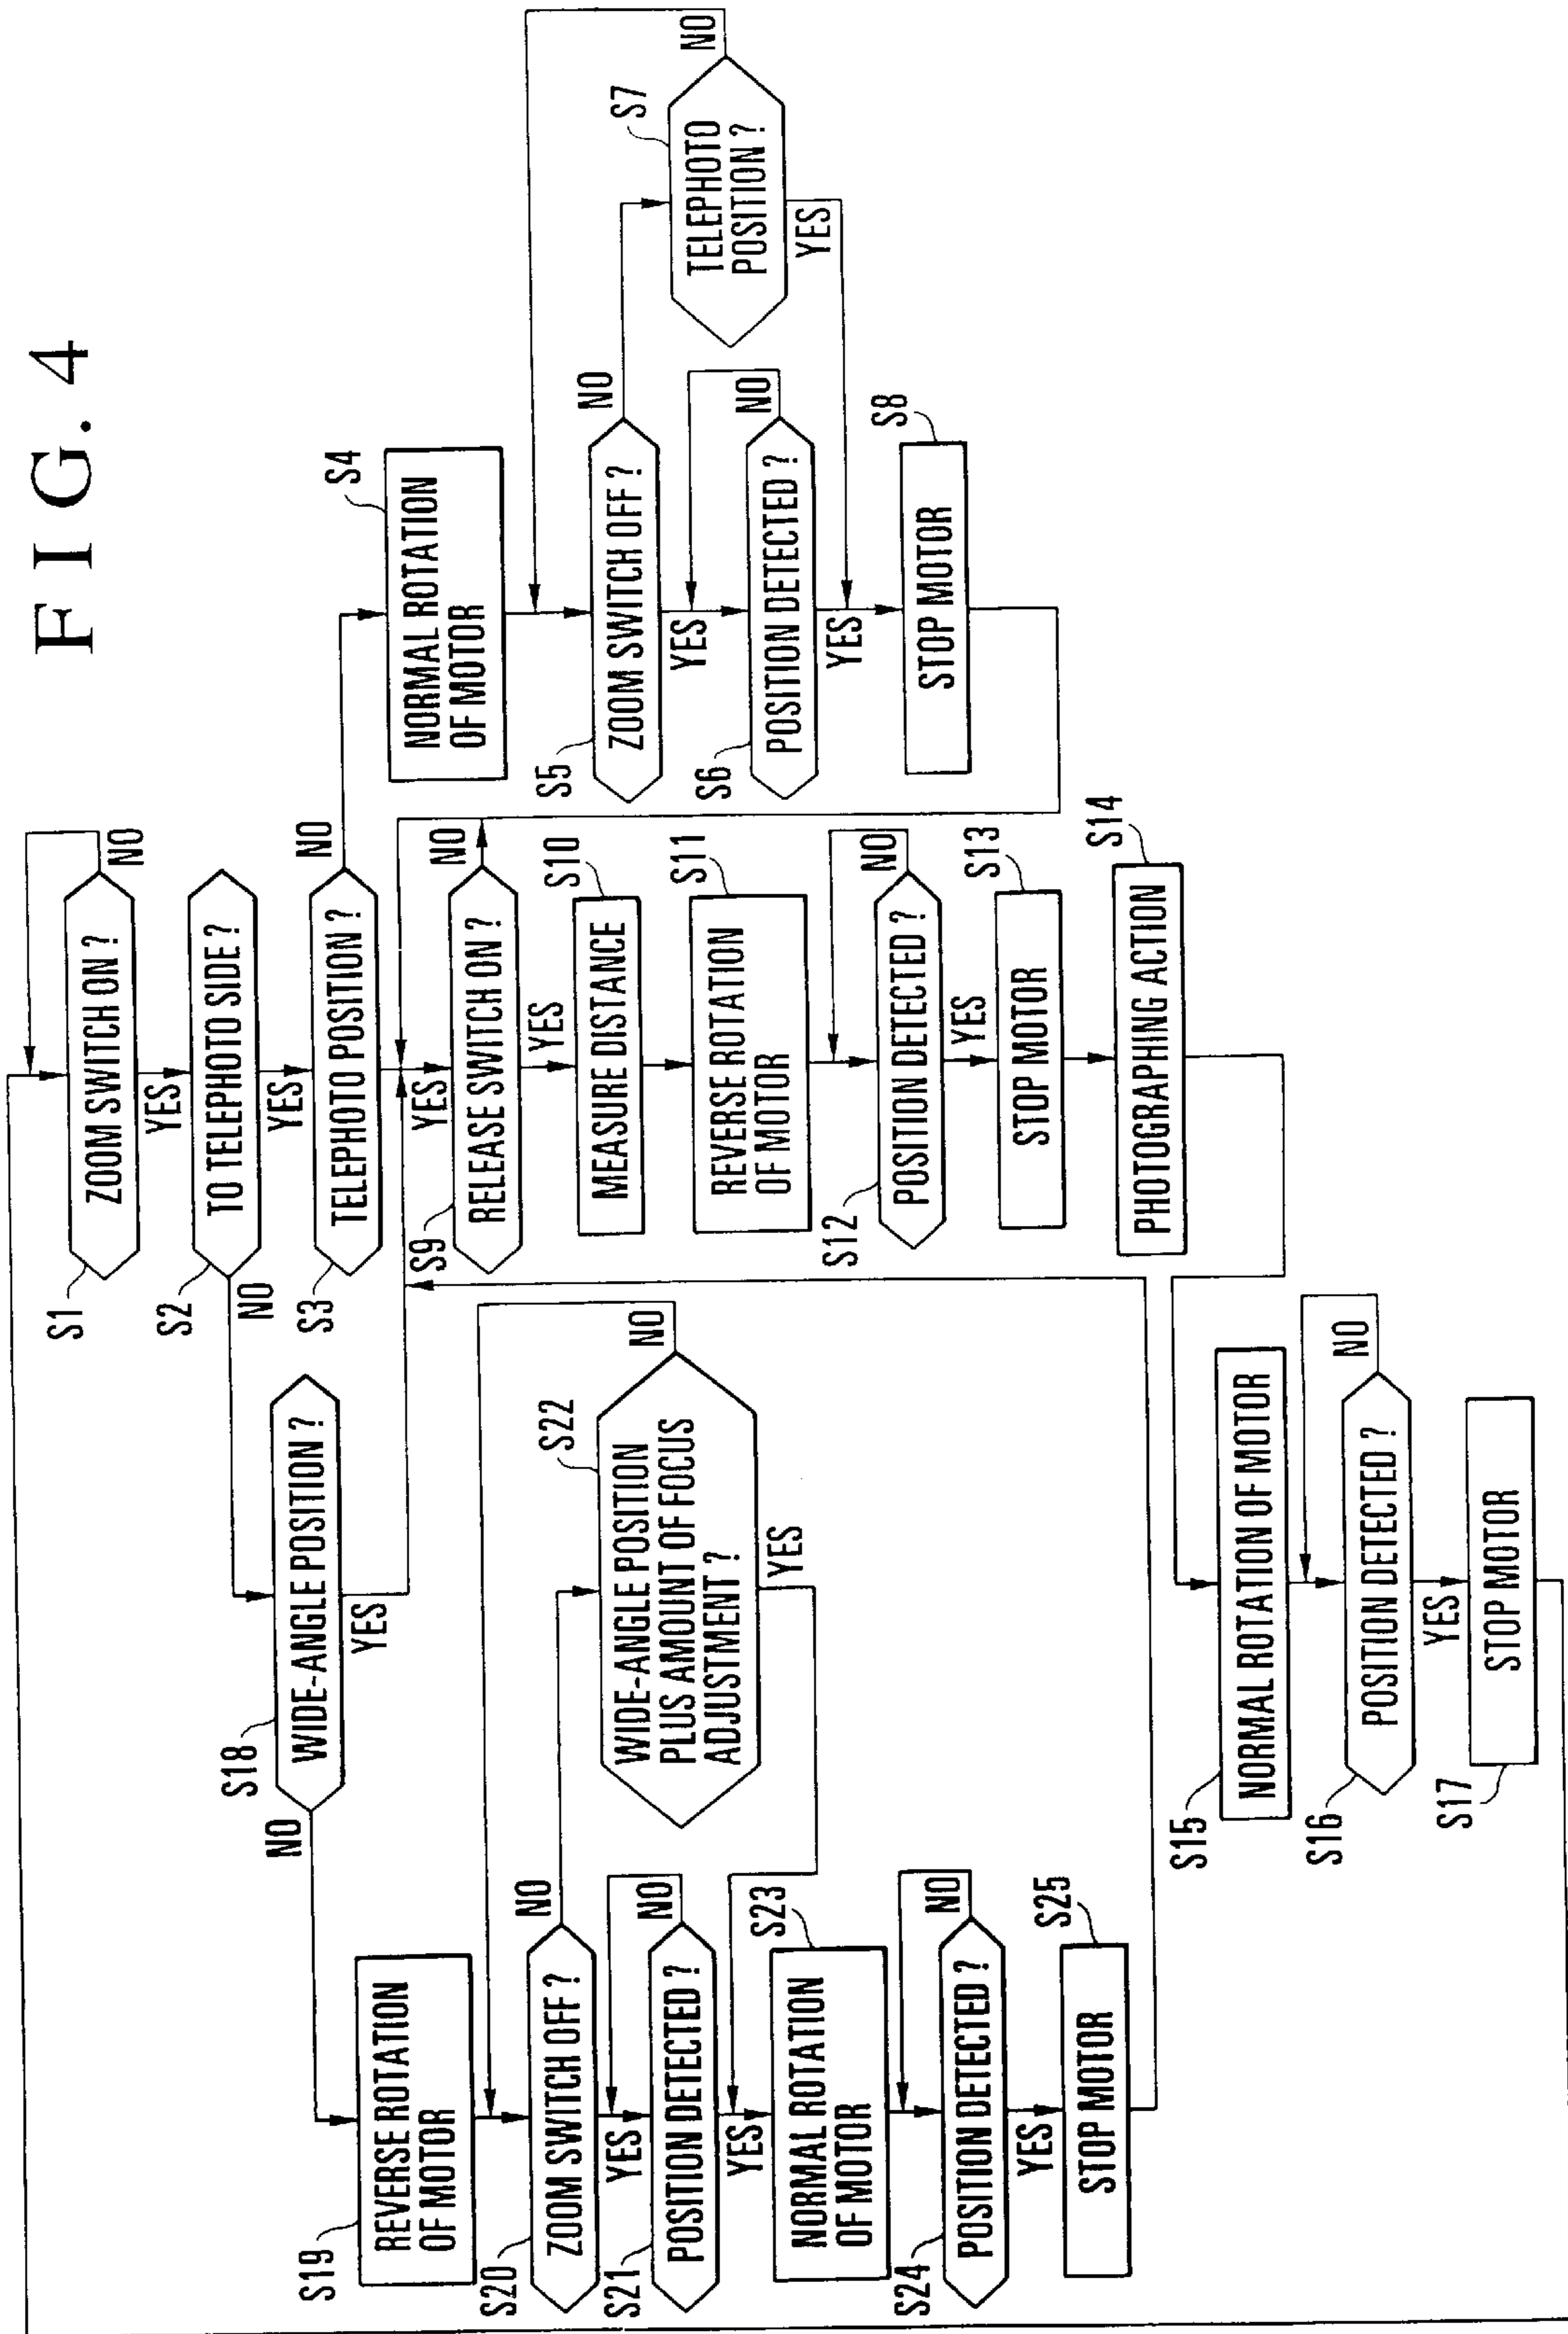 FIG. 4
S1
ZOOM SWITCH ON ?
NO
YES
S2
TO TELEPHOTO SIDE ?
NO
YES
S3
TELEPHOTO POSITION ?
NO
YES
S4
NORMAL ROTATION
OF MOTOR
S5
ZOOM SWITCH OFF ?
NO
YES
S6
POSITION DETECTED ?
NO
YES
S7
TELEPHOTO
POSITION ?
NO
YES
S8
STOP MOTOR
S9
RELEASE SWITCH ON ?
NO
YES
S10
MEASURE DISTANCE
S11
REVERSE ROTATION
OF MOTOR
S12
POSITION DETECTED ?
NO
YES
S13
STOP MOTOR
S14
PHOTOGRAPHING ACTION
S15
NORMAL ROTATION OF MOTOR
S16
POSITION DETECTED ?
NO
YES
S17
STOP MOTOR
S18
WIDE-ANGLE POSITION ?
NO
YES
S19
REVERSE ROTATION
OF MOTOR
S20
ZOOM SWITCH OFF ?
NO
YES
S21
POSITION DETECTED ?
NO
YES
S22
WIDE-ANGLE POSITION
PLUS AMOUNT OF FOCUS
ADJUSTMENT ?
NO
YES
S23
NORMAL ROTATION
OF MOTOR
S24
POSITION DETECTED ?
NO
YES
S25
STOP MOTOR